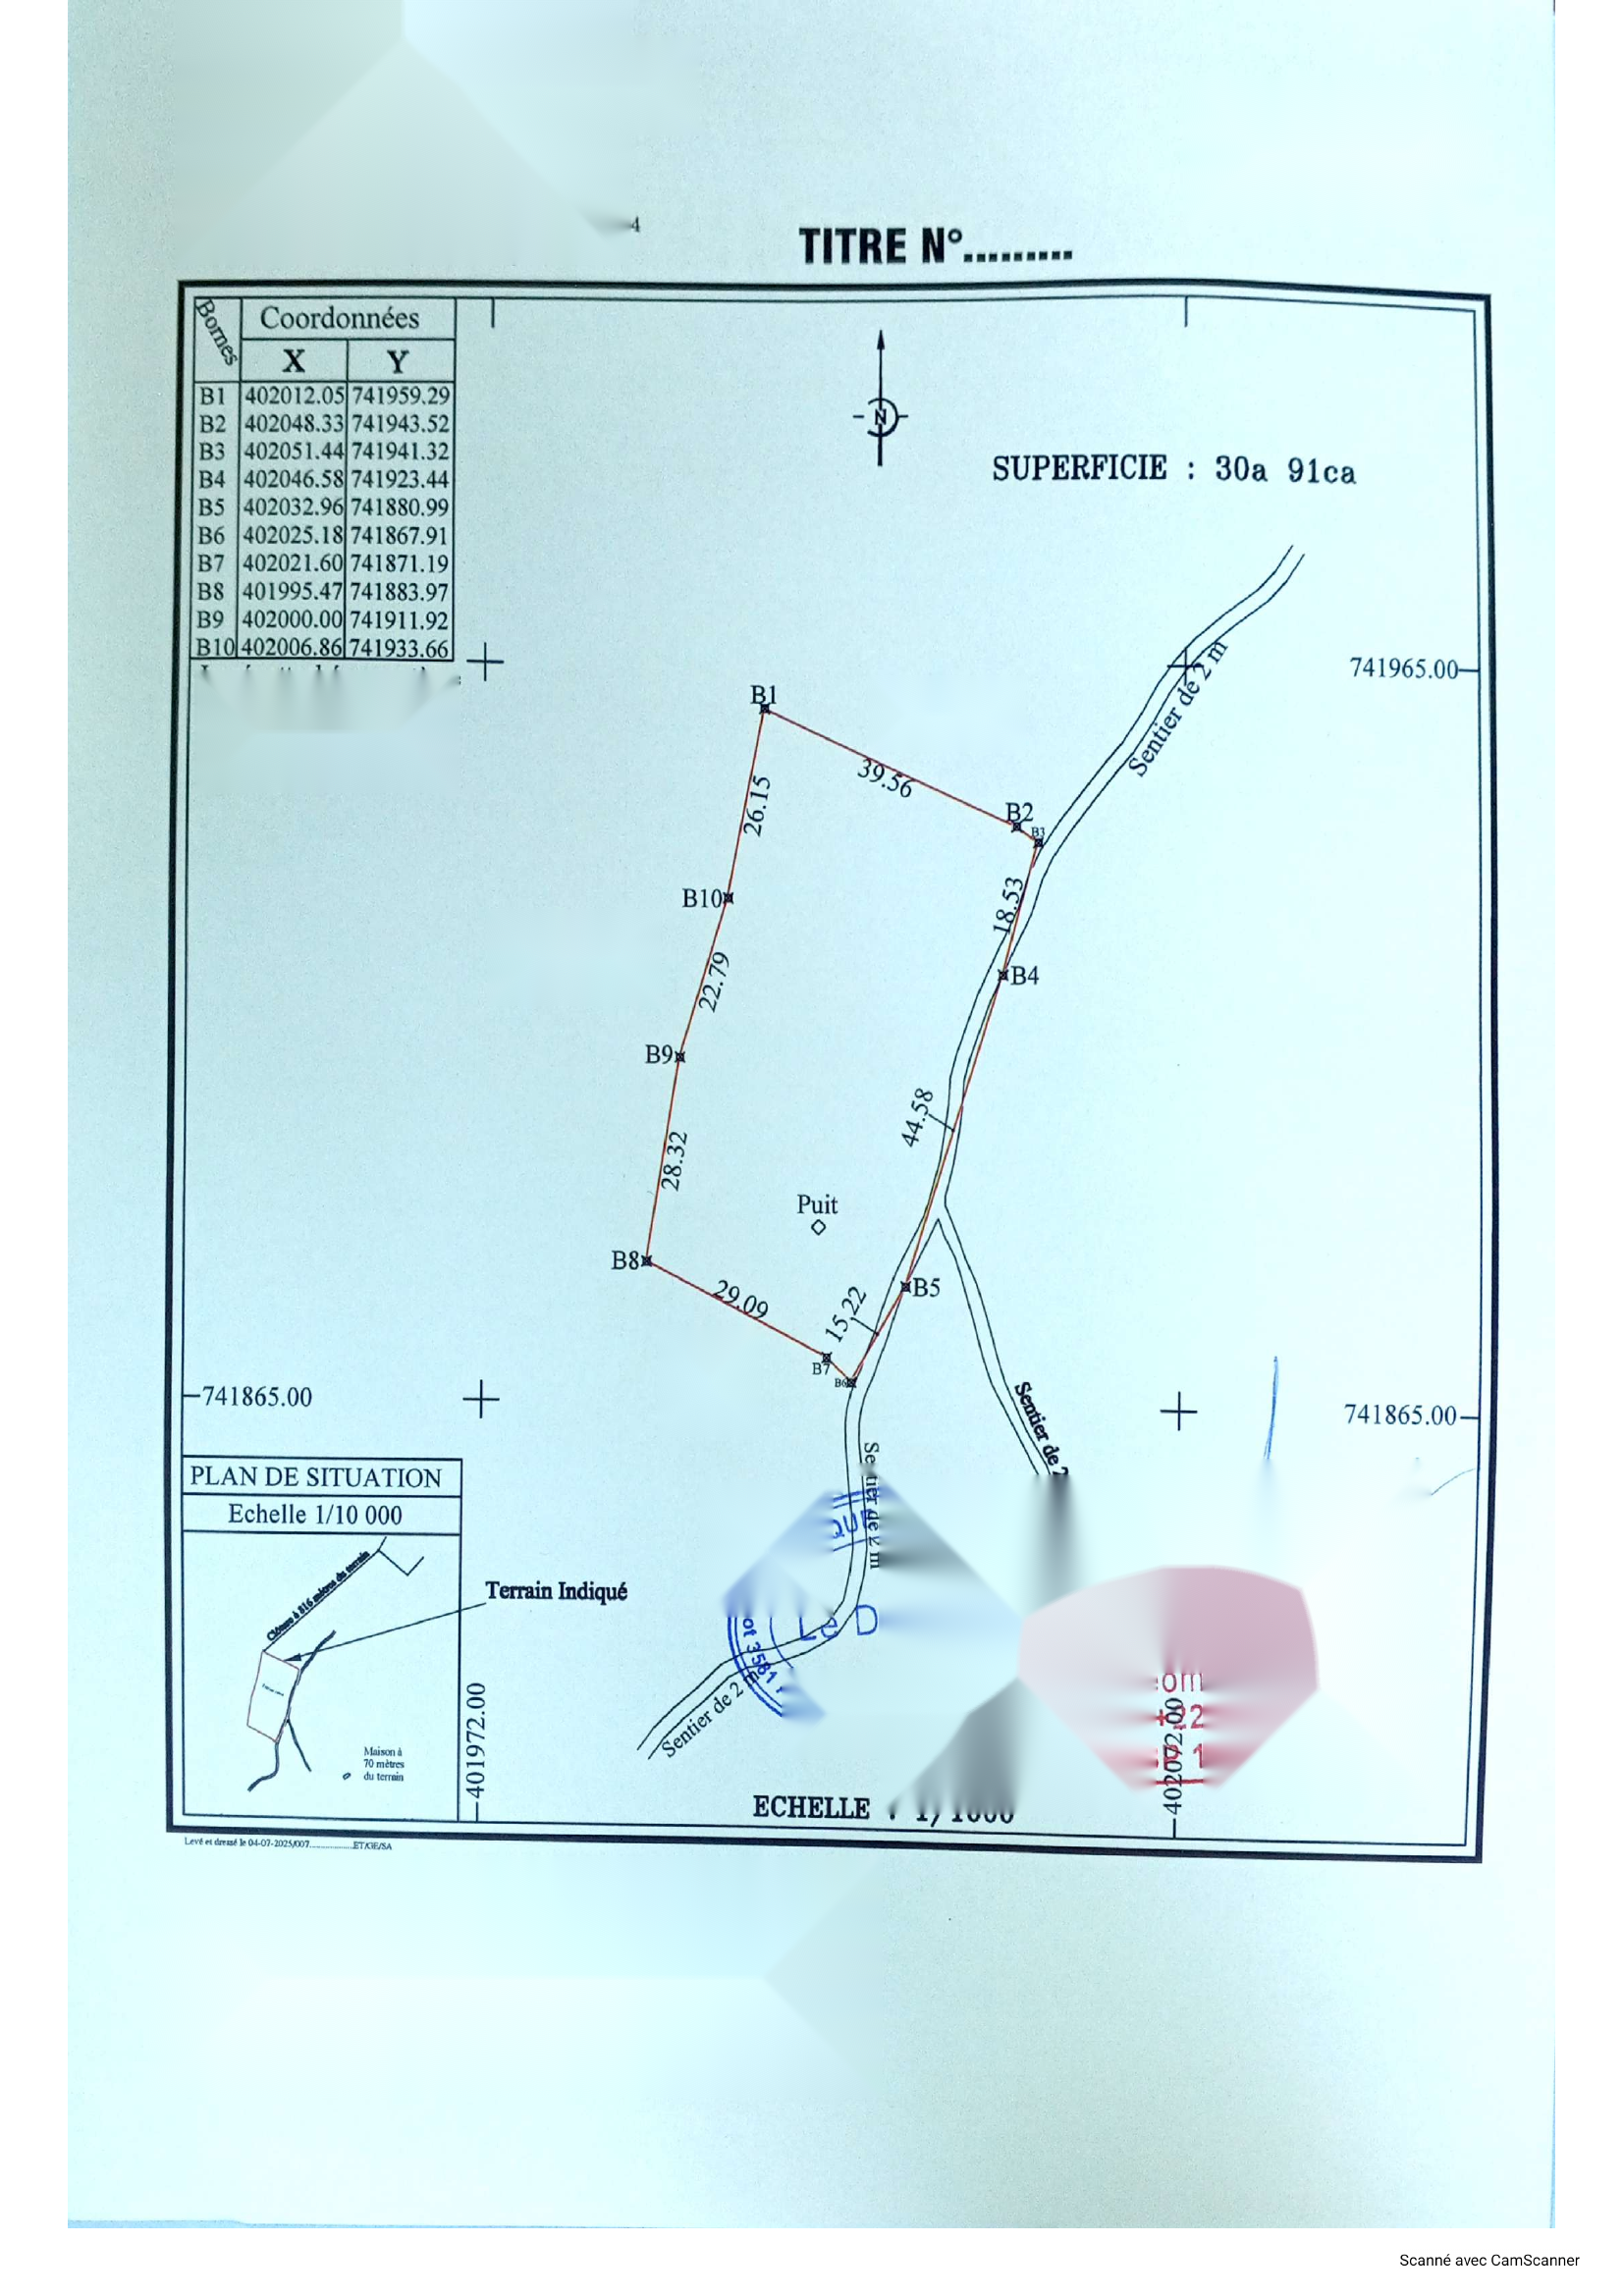 4
TITRE N°.........
Bornes
Coordonnées
X Y
B1 402012.05 741959.29
B2 402048.33 741943.52
B3 402051.44 741941.32
B4 402046.58 741923.44
B5 402032.96 741880.99
B6 402025.18 741867.91
B7 402021.60 741871.19
B8 401995.47 741883.97
B9 402000.00 741911.92
B10 402006.86 741933.66
N
SUPERFICIE : 30a 91ca
741965.00
Sentier de 2 m
B1
39.56
26.15
B2
B3
B10
18.53
B4
22.79
B9
44.58
28.32
Puit
B8
B5
29.09
15.22
B7
B6
741865.00
741865.00
Sentier de 2
Sentier de 2 m
PLAN DE SITUATION
Echelle 1/10 000
Clôture à 816 mètres du terrain
Terrain Indiqué
Maison à
70 mètres
du terrain
401972.00
Sentier de 2 m
402072.00
ECHELLE : 1/1000
Levé et dressé le 04-07-2025/007....................ET/GE/SA
Scanné avec CamScanner